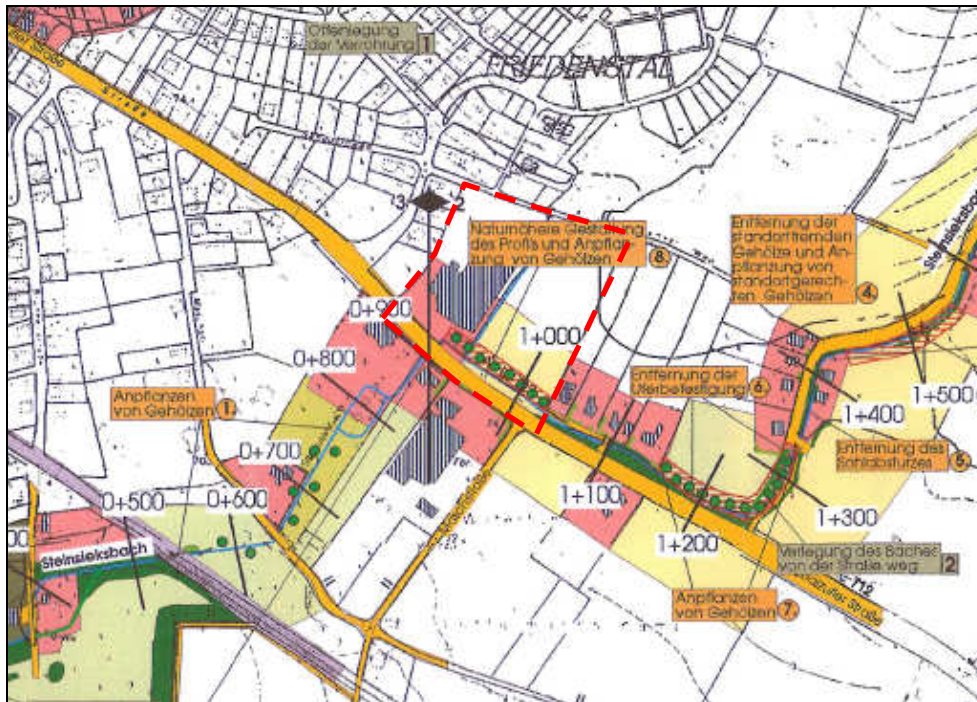 Offenlegung
der Verrohrung 1
FRIEDENSTAL
Straße
Straße
Naturnähere Gestaltung
des Profils und Anpflan-
zung von Gehölzen 8.
Entfernung der
standortfremden
Gehölze und An-
pflanzung von
standortgerech-
ten Gehölzen 4.
0+900
0+800
1+000
Anpflanzen
von Gehölzen 1.
Entfernung der
Uferbefestigung 6.
1+500
1+400
0+700
Entfernung des
Sohlabsturzes 5.
0+500
0+600
1+100
1+300
1+200
Steinsieksbach
Verlegung des Baches
von der Straße weg 2
Anpflanzen
von Gehölzen 7.
Straße